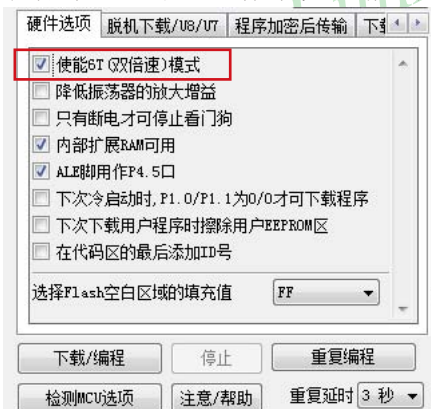 硬件选项 脱机下载/U8/U7 程序加密后传输
使能6T(双倍速)模式
降低振荡器的放大增益
只有断电才可停止看门狗
内部扩展RAM可用
ALE脚用作P4.5口
下次冷启动时,P1.0/P1.1为0/0才可下载程序
下次下载用户程序时擦除用户EEPROM区
在代码区的最后添加ID号
选择Flash空白区域的填充值 FF
下载/编程 停止 重复编程
检测MCU选项 注意/帮助 重复延时 3 秒